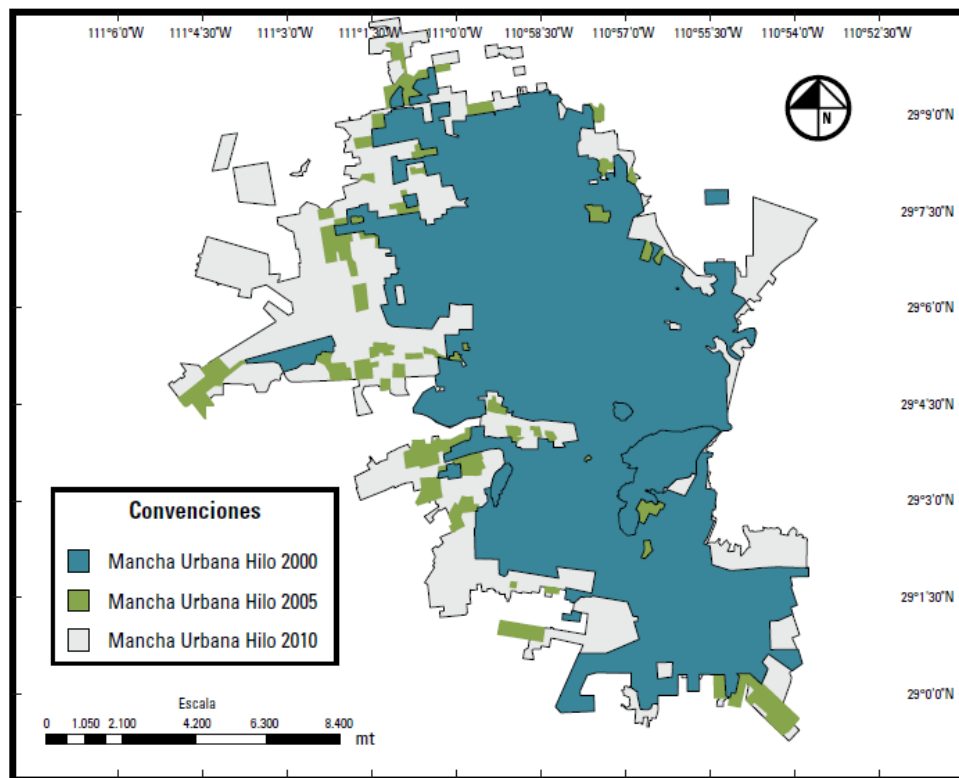 111°6´0˝W 111°4´30˝W 111°3´0˝W 111°1´30˝W 111°0´0˝W 110°58´30˝W 110°57´0˝W 110°55´30˝W 110°54´0˝W 110°52´30˝W
N
29°9´0˝N
29°7´30˝N
29°6´0˝N
29°4´30˝N
29°3´0˝N
29°1´30˝N
29°0´0˝N
Convenciones
Mancha Urbana Hilo 2000
Mancha Urbana Hilo 2005
Mancha Urbana Hilo 2010
Escala
0 1.050 2.100 4.200 6.300 8.400
mt